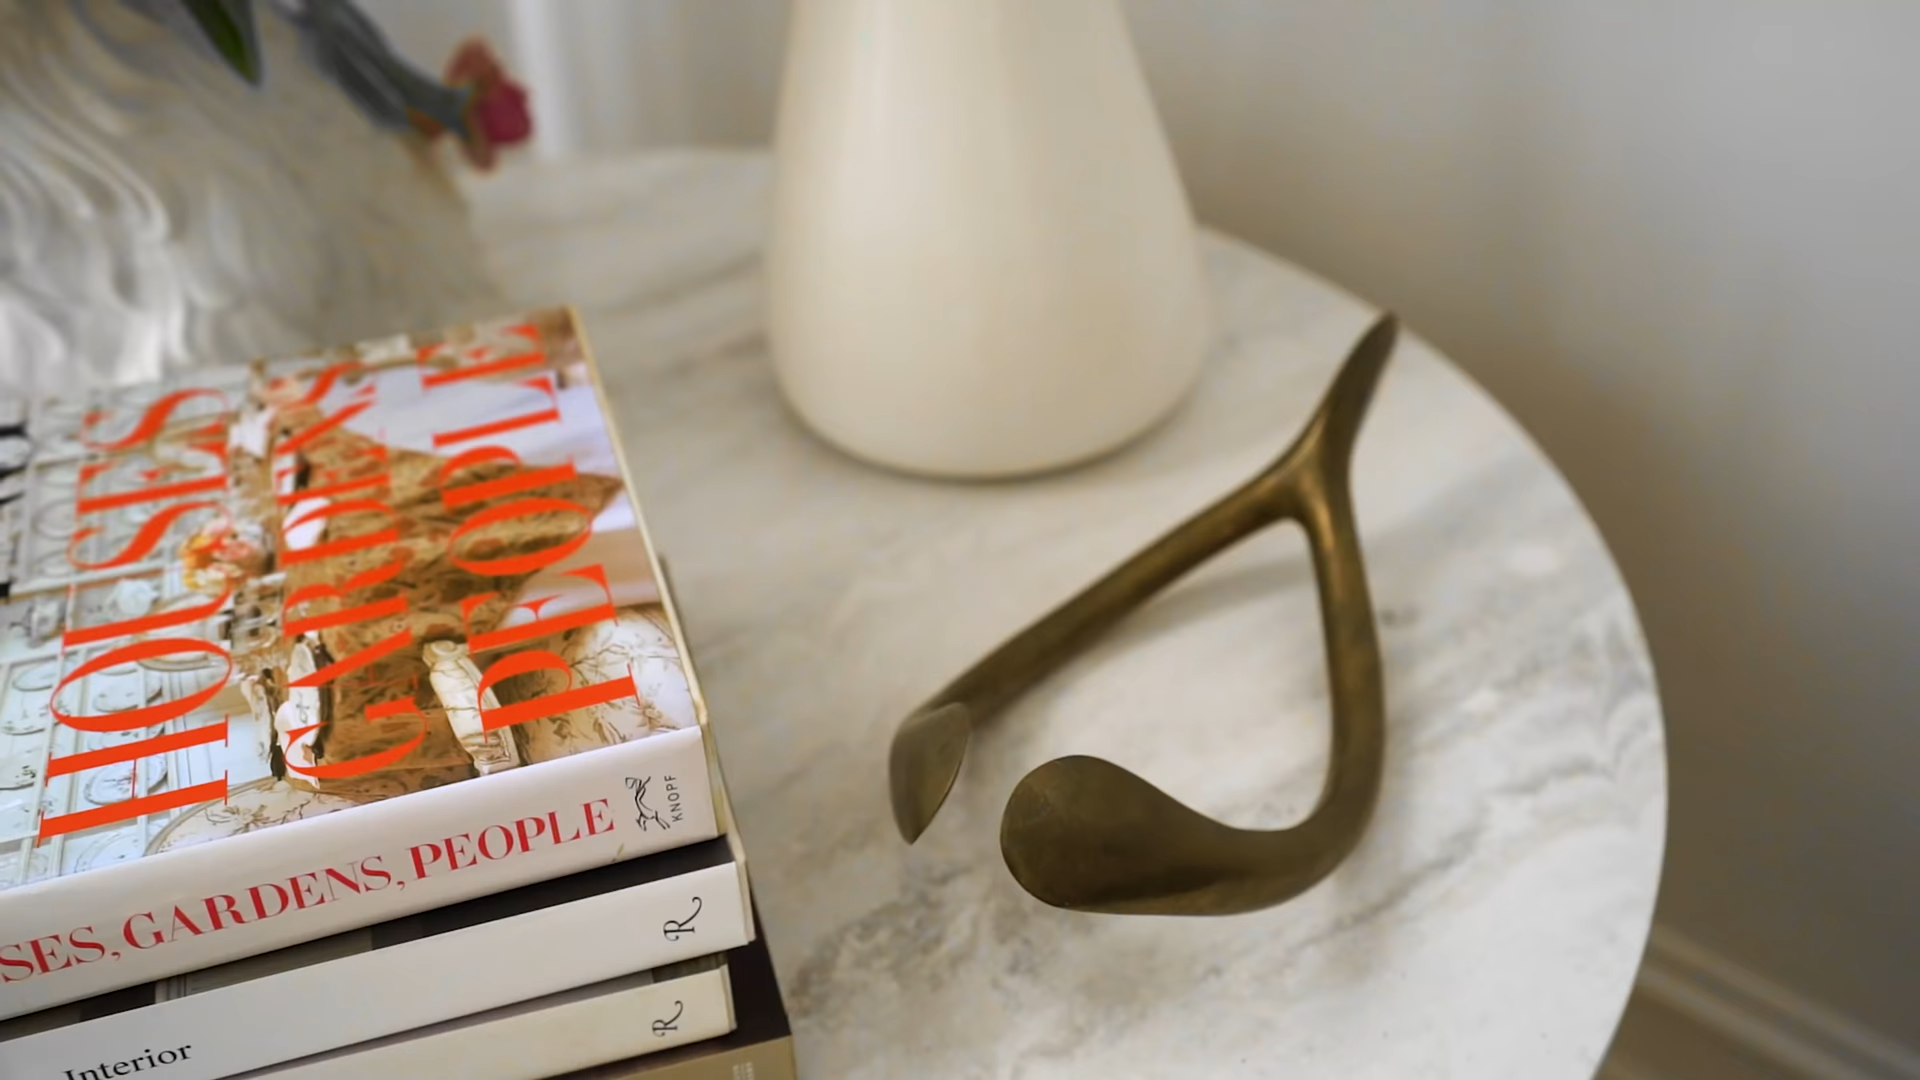 HOUSES
GARDENS
PEOPLE
SES, GARDENS, PEOPLE
KNOPF
R
R
Interior